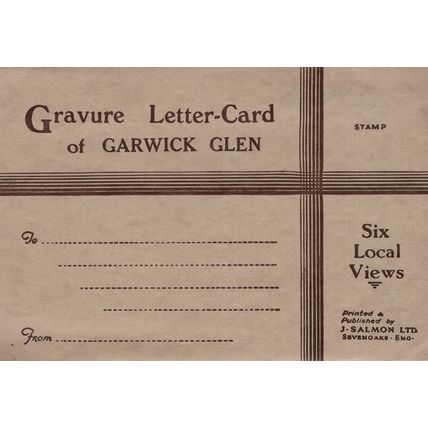 Gravure Letter-Card
of GARWICK GLEN
STAMP
To
From
Six
Local
Views
Printed &
Published by
J. SALMON LTD.
SEVENOAKS · ENG.